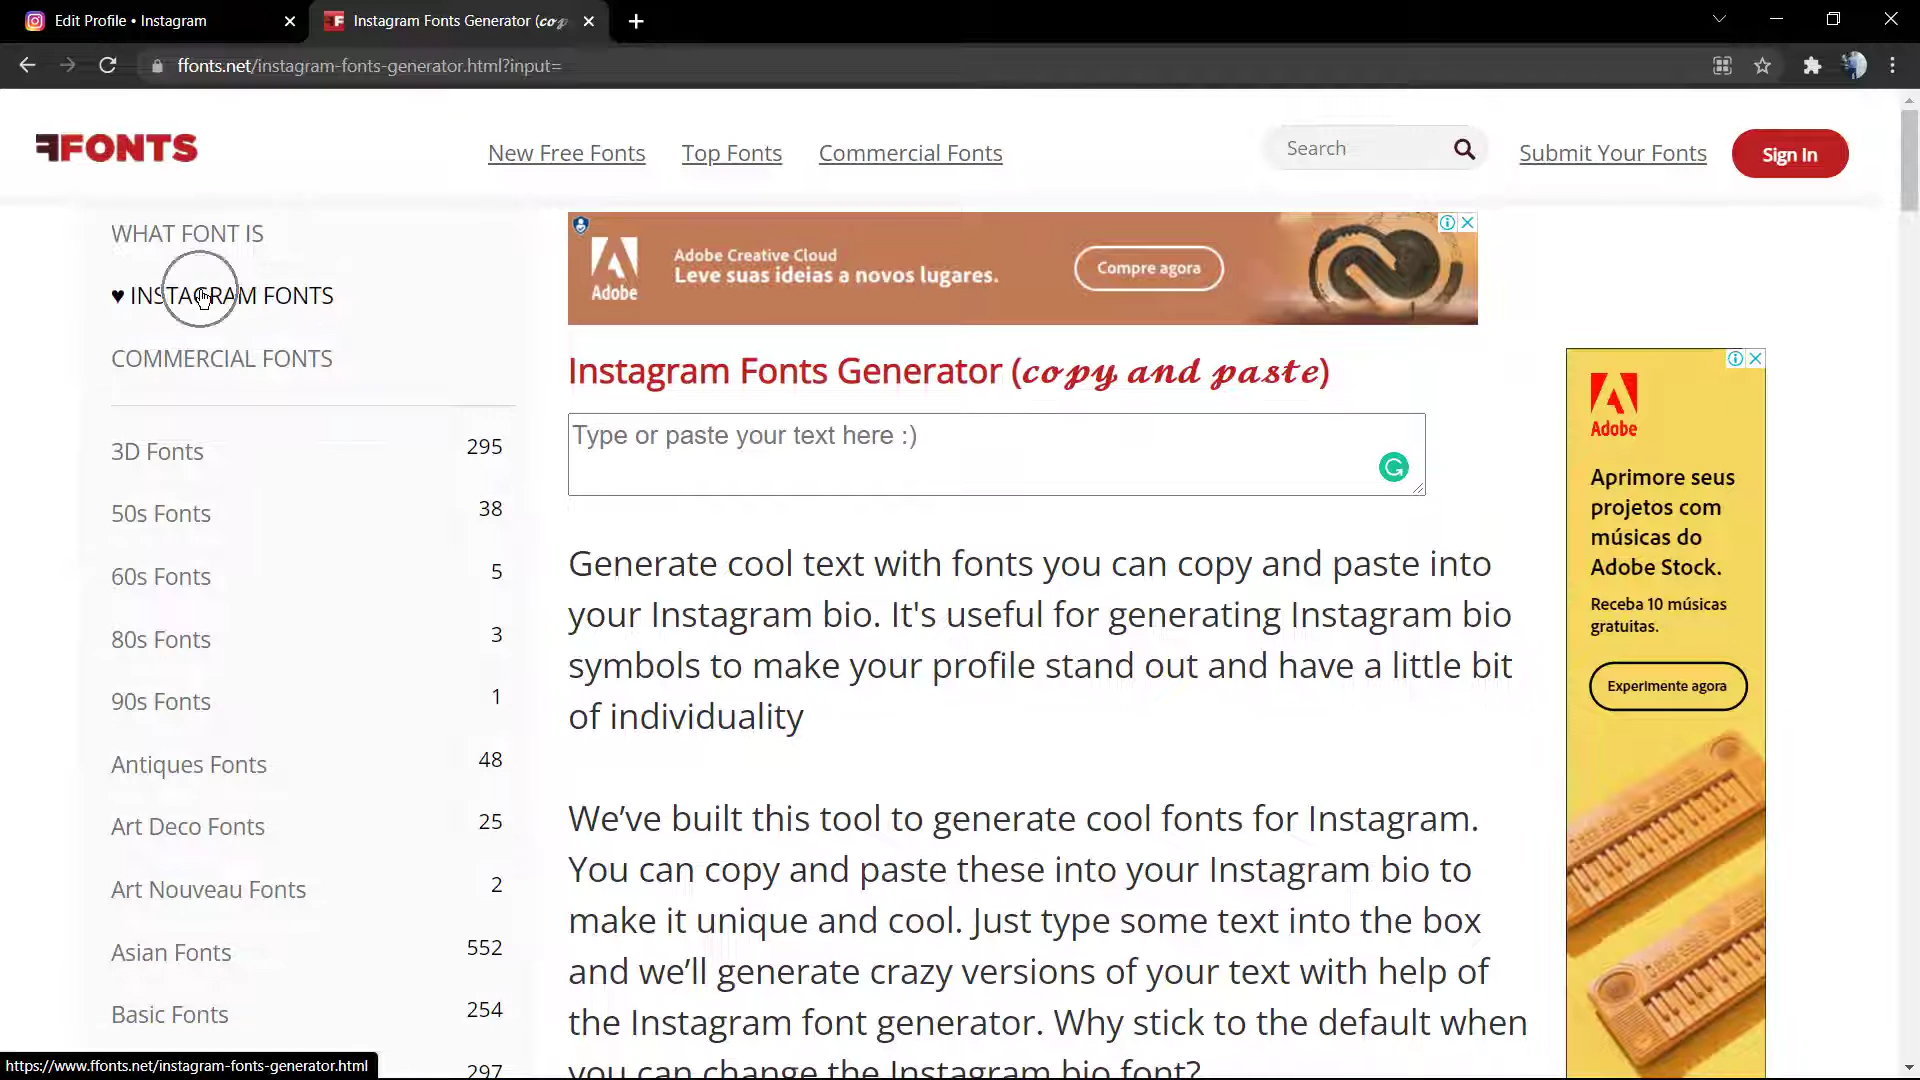 Edit Profile • Instagram
Instagram Fonts Generator (𝓬𝓸𝓹
ffonts.net/instagram-fonts-generator.html?input=
FFONTS
New Free Fonts
Top Fonts
Commercial Fonts
Search
Submit Your Fonts
Sign In
WHAT FONT IS
♥ INSTAGRAM FONTS
COMMERCIAL FONTS
3D Fonts 295
50s Fonts 38
60s Fonts 5
80s Fonts 3
90s Fonts 1
Antiques Fonts 48
Art Deco Fonts 25
Art Nouveau Fonts 2
Asian Fonts 552
Basic Fonts 254
297
Adobe
Adobe Creative Cloud
Leve suas ideias a novos lugares.
Compre agora
Instagram Fonts Generator (𝓬𝓸𝓹𝔂 𝓪𝓷𝓭 𝓹𝓪𝓼𝓽𝓮)
Type or paste your text here :)
Generate cool text with fonts you can copy and paste into
your Instagram bio. It's useful for generating Instagram bio
symbols to make your profile stand out and have a little bit
of individuality
We’ve built this tool to generate cool fonts for Instagram.
You can copy and paste these into your Instagram bio to
make it unique and cool. Just type some text into the box
and we’ll generate crazy versions of your text with help of
the Instagram font generator. Why stick to the default when
you can change the Instagram bio font?
Adobe
Aprimore seus
projetos com
músicas do
Adobe Stock.
Receba 10 músicas
gratuitas.
Experimente agora
https://www.ffonts.net/instagram-fonts-generator.html